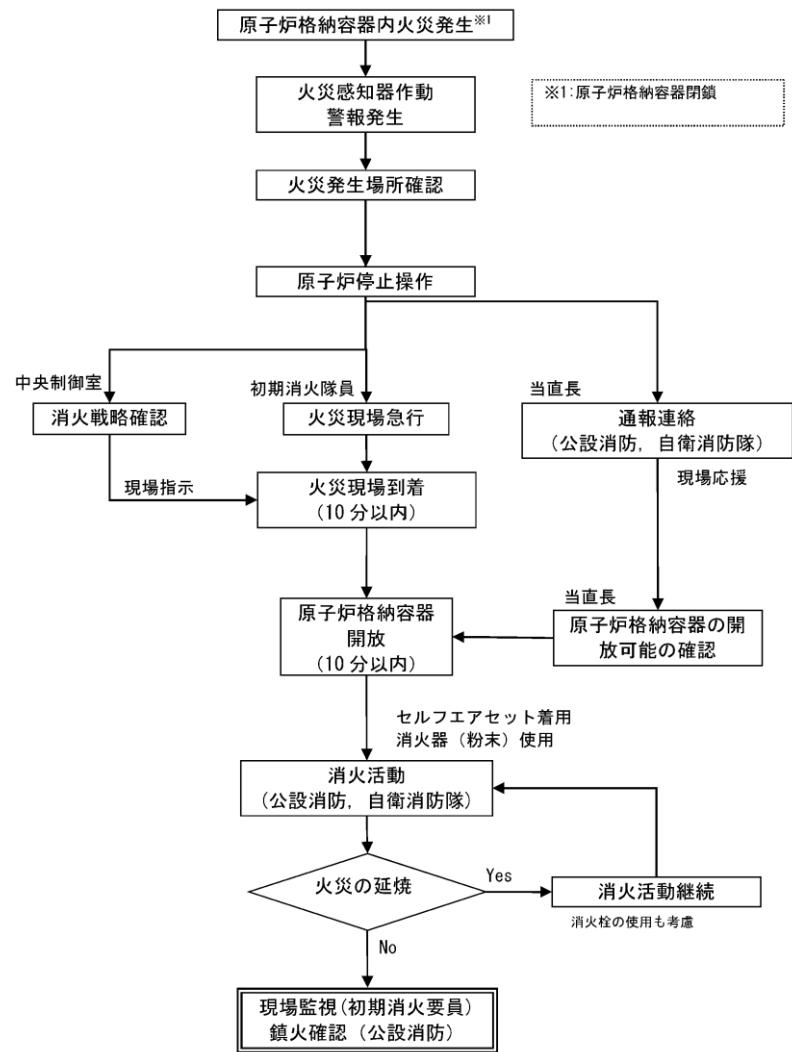 原子炉格納容器内火災発生※1
火災感知器作動
警報発生
※1:原子炉格納容器閉鎖
火災発生場所確認
原子炉停止操作
中央制御室
消火戦略確認
初期消火隊員
火災現場急行
当直長
通報連絡
(公設消防,自衛消防隊)
現場指示
火災現場到着
(10分以内)
現場応援
原子炉格納容器
開放
(10分以内)
当直長
原子炉格納容器の開
放可能の確認
セルフエアセット着用
消火器(粉末)使用
消火活動
(公設消防,自衛消防隊)
火災の延焼
Yes
消火活動継続
消火栓の使用も考慮
No
現場監視(初期消火要員)
鎮火確認(公設消防)